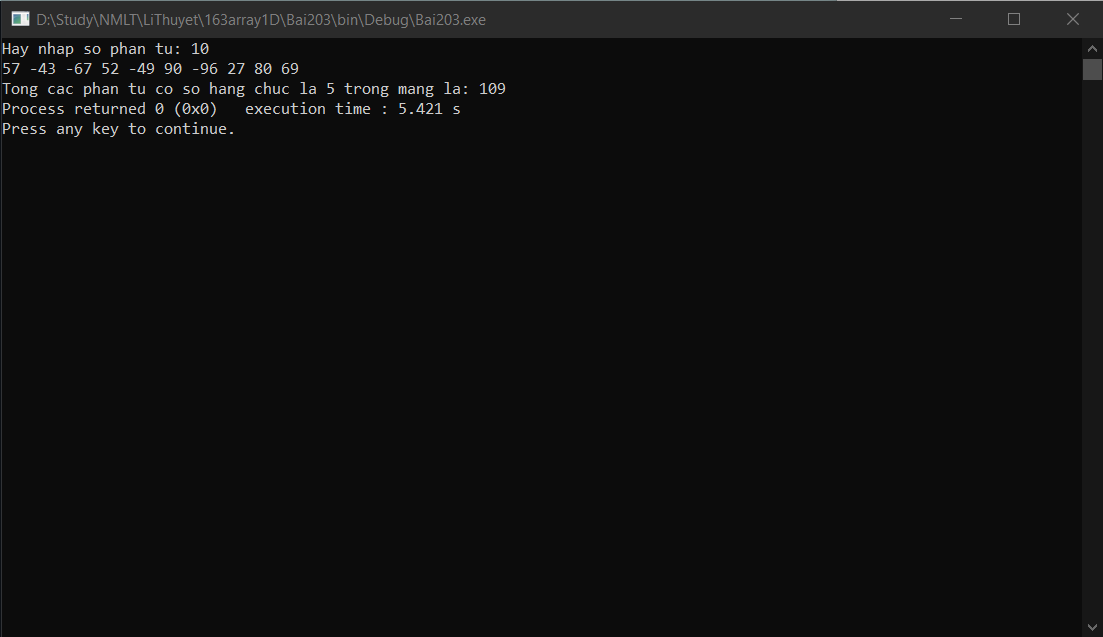 D:\Study\NMLT\LiThuyet\163array1D\Bai203\bin\Debug\Bai203.exe
Hay nhap so phan tu: 10
57 -43 -67 52 -49 90 -96 27 80 69
Tong cac phan tu co so hang chuc la 5 trong mang la: 109
Process returned 0 (0x0)   execution time : 5.421 s
Press any key to continue.